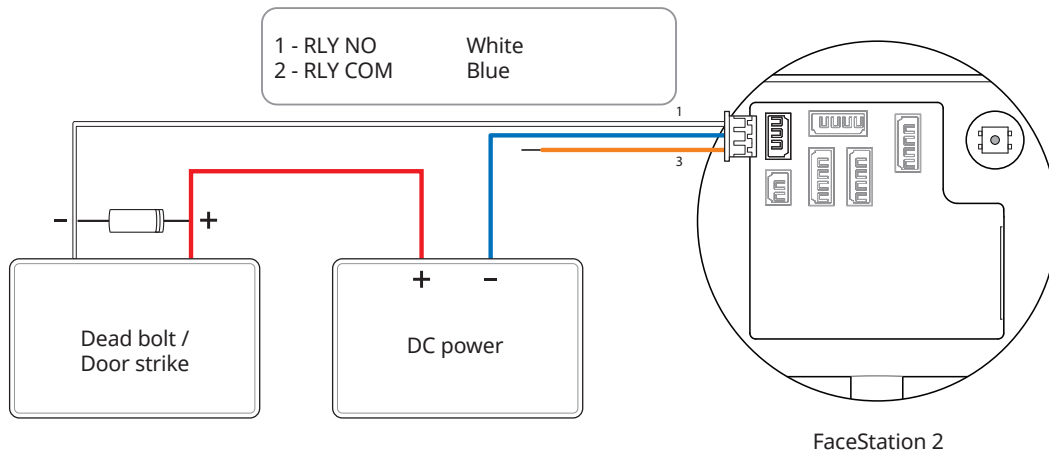 1 - RLY NO White
2 - RLY COM Blue
1
3
- +
+ -
Dead bolt /
Door strike
DC power
FaceStation 2